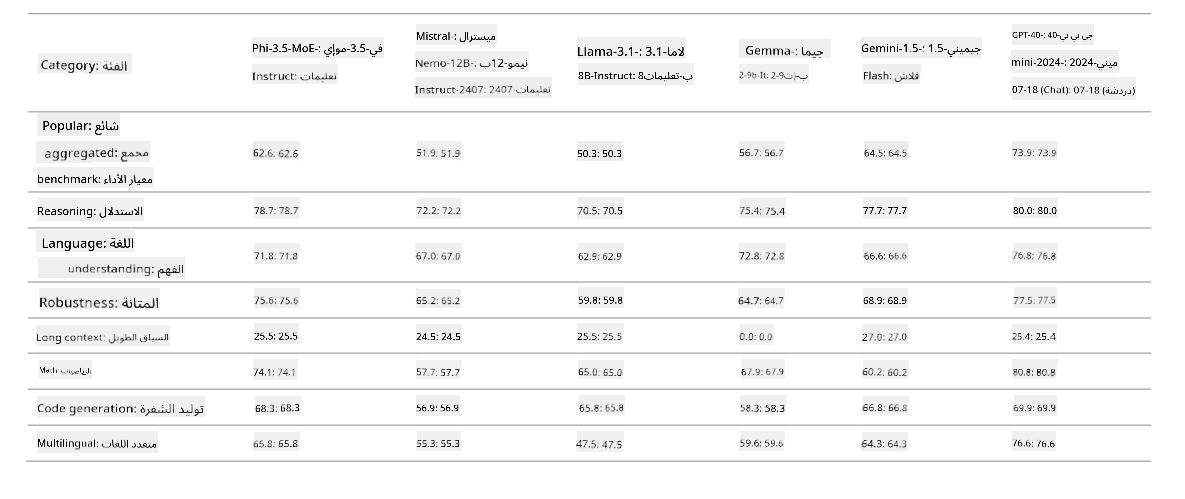 Category: الفئة
Phi-3.5-MoE-: في-3.5-مواي
Instruct: تعليمات
Mistral-: ميسترال-
Nemo-12B-: نيمو-12ب-
Instruct-2407: تعليمات-2407
Llama-3.1-: لاما-3.1-
8B-Instruct: 8ب-تعليمات
Gemma-: جيما-
2-9b-It: 2-9ب-إت
Gemini-1.5-: جيميني-1.5-
Flash: فلاش
GPT-4O-: جي بي تي-4O-
mini-2024-: ميني-2024-
07-18 (Chat): 07-18 (دردشة)
Popular: شائع
aggregated: مجمع
benchmark: معيار الأداء
62.6: 62.6
51.9: 51.9
50.3: 50.3
56.7: 56.7
64.5: 64.5
73.9: 73.9
Reasoning: الاستدلال
78.7: 78.7
72.2: 72.2
70.5: 70.5
75.4: 75.4
77.7: 77.7
80.0: 80.0
Language: اللغة
understanding: الفهم
71.8: 71.8
67.0: 67.0
62.9: 62.9
72.8: 72.8
66.6: 66.6
76.8: 76.8
Robustness: المتانة
75.6: 75.6
65.2: 65.2
59.8: 59.8
64.7: 64.7
68.9: 68.9
77.5: 77.5
Long context: السياق الطويل
25.5: 25.5
24.5: 24.5
25.5: 25.5
0.0: 0.0
27.0: 27.0
25.4: 25.4
Math: الرياضيات
74.1: 74.1
57.7: 57.7
65.0: 65.0
67.9: 67.9
60.2: 60.2
80.8: 80.8
Code generation: توليد الشفرة
68.3: 68.3
56.9: 56.9
65.8: 65.8
58.3: 58.3
66.8: 66.8
69.9: 69.9
Multilingual: متعدد اللغات
65.8: 65.8
55.3: 55.3
47.5: 47.5
59.6: 59.6
64.3: 64.3
76.6: 76.6